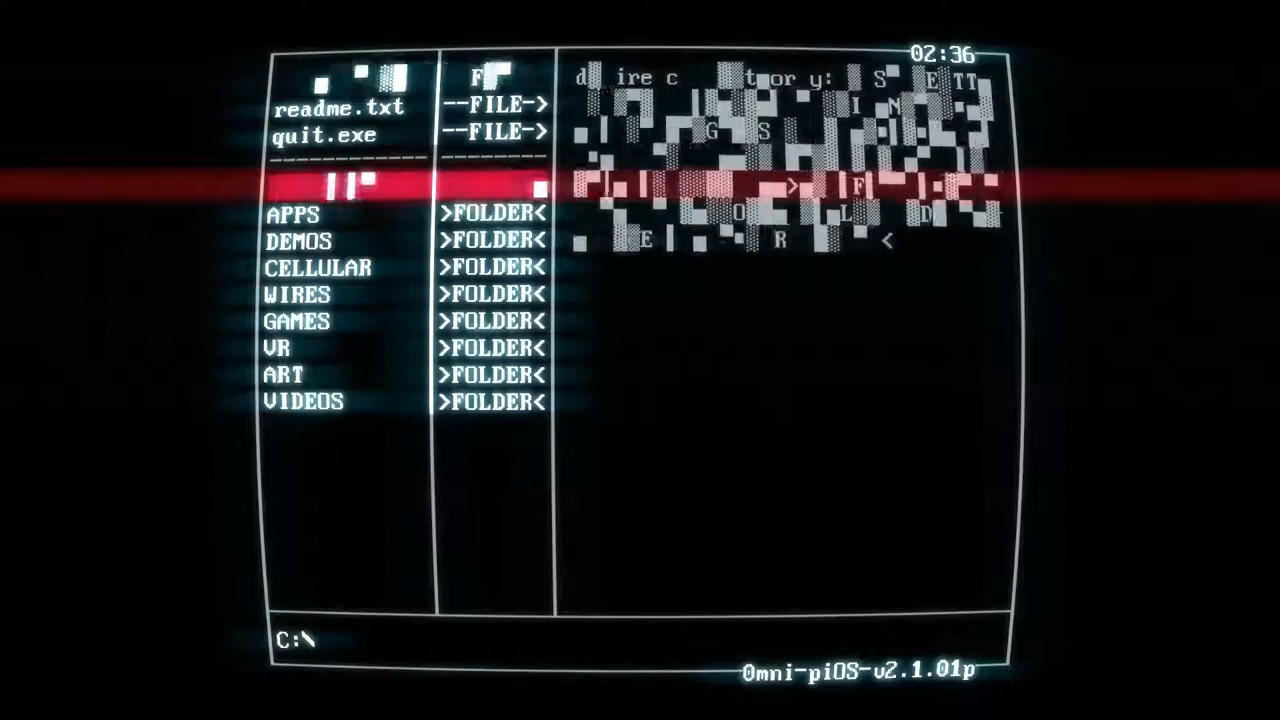 02:36
readme.txt --FILE->
quit.exe --FILE->
APPS >FOLDER<
DEMOS >FOLDER<
CELLULAR >FOLDER<
WIRES >FOLDER<
GAMES >FOLDER<
VR >FOLDER<
ART >FOLDER<
VIDEOS >FOLDER<
C:\
0mni-piOS-v2.1.01p